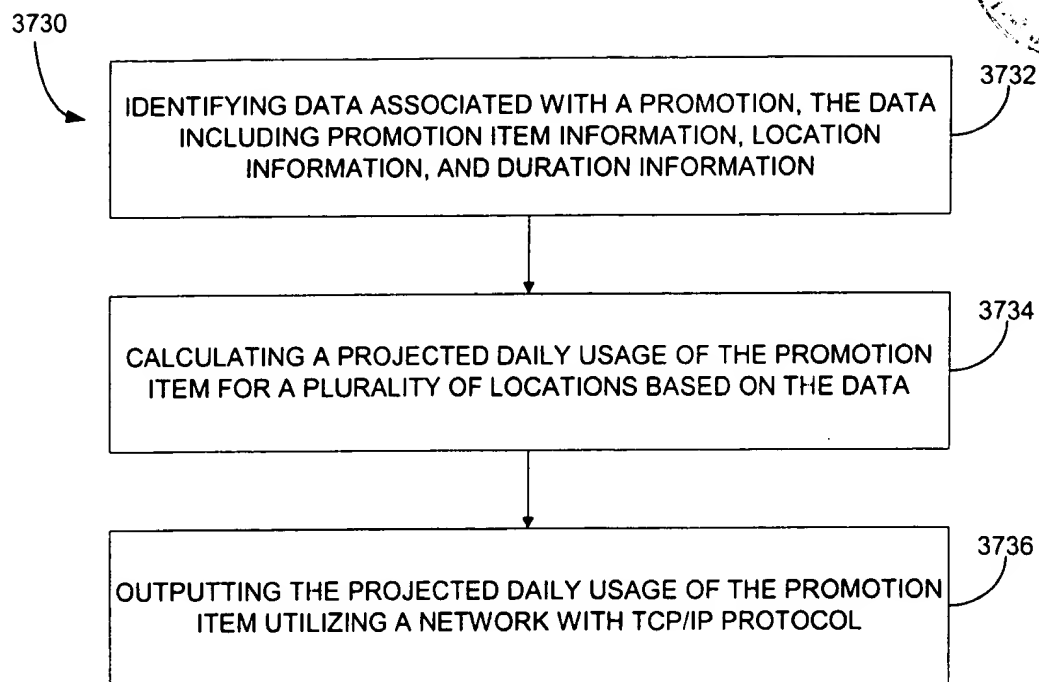 3730
3732
IDENTIFYING DATA ASSOCIATED WITH A PROMOTION, THE DATA
INCLUDING PROMOTION ITEM INFORMATION, LOCATION
INFORMATION, AND DURATION INFORMATION
3734
CALCULATING A PROJECTED DAILY USAGE OF THE PROMOTION
ITEM FOR A PLURALITY OF LOCATIONS BASED ON THE DATA
3736
OUTPUTTING THE PROJECTED DAILY USAGE OF THE PROMOTION
ITEM UTILIZING A NETWORK WITH TCP/IP PROTOCOL